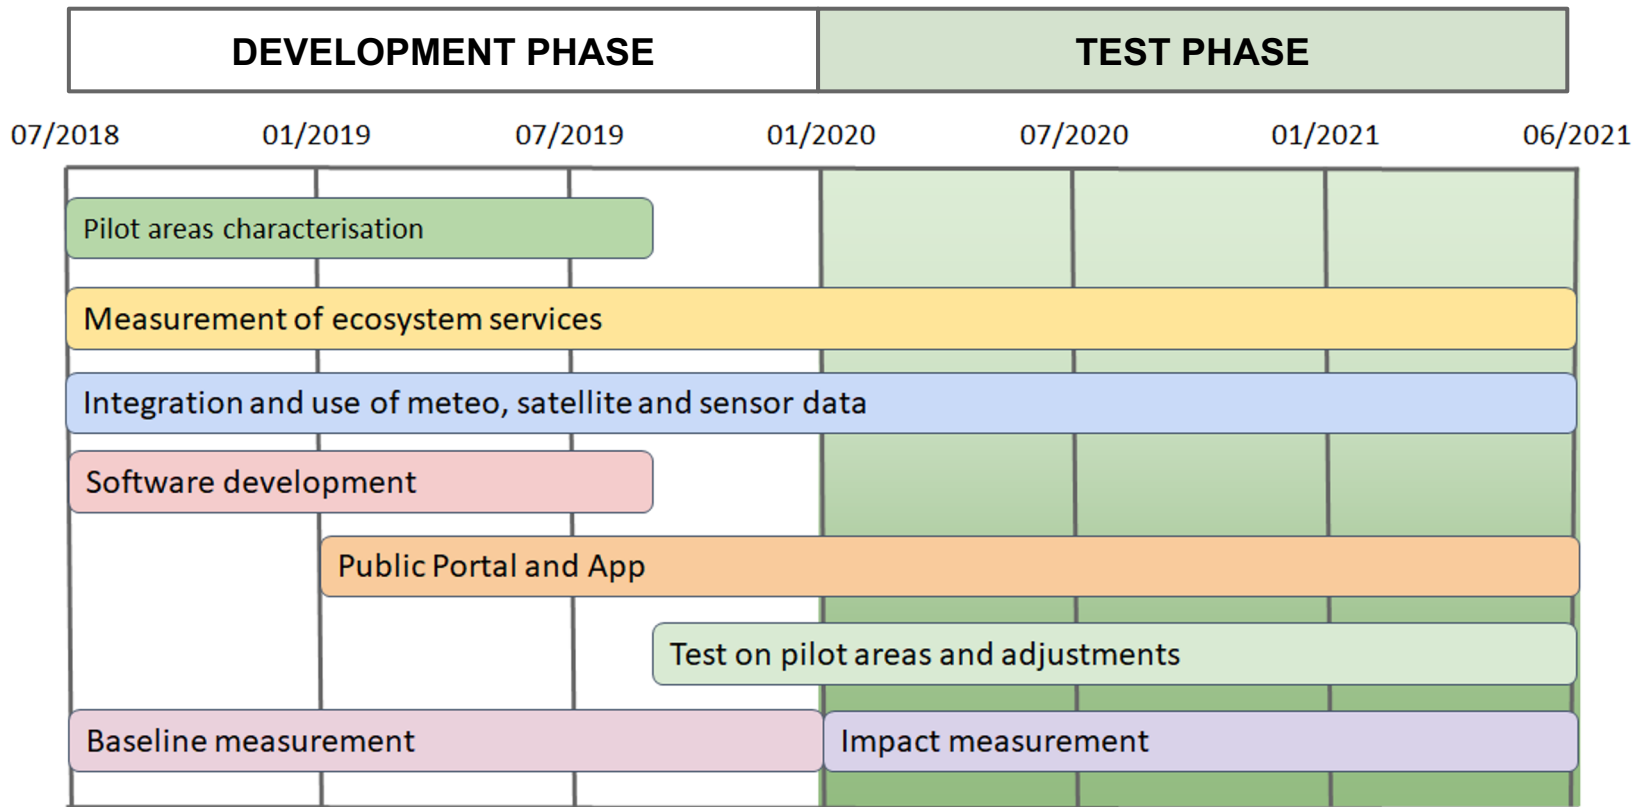 DEVELOPMENT PHASE
TEST PHASE
07/2018
01/2019
07/2019
01/2020
07/2020
01/2021
06/2021
Pilot areas characterisation
Measurement of ecosystem services
Integration and use of meteo, satellite and sensor data
Software development
Public Portal and App
Test on pilot areas and adjustments
Baseline measurement
Impact measurement